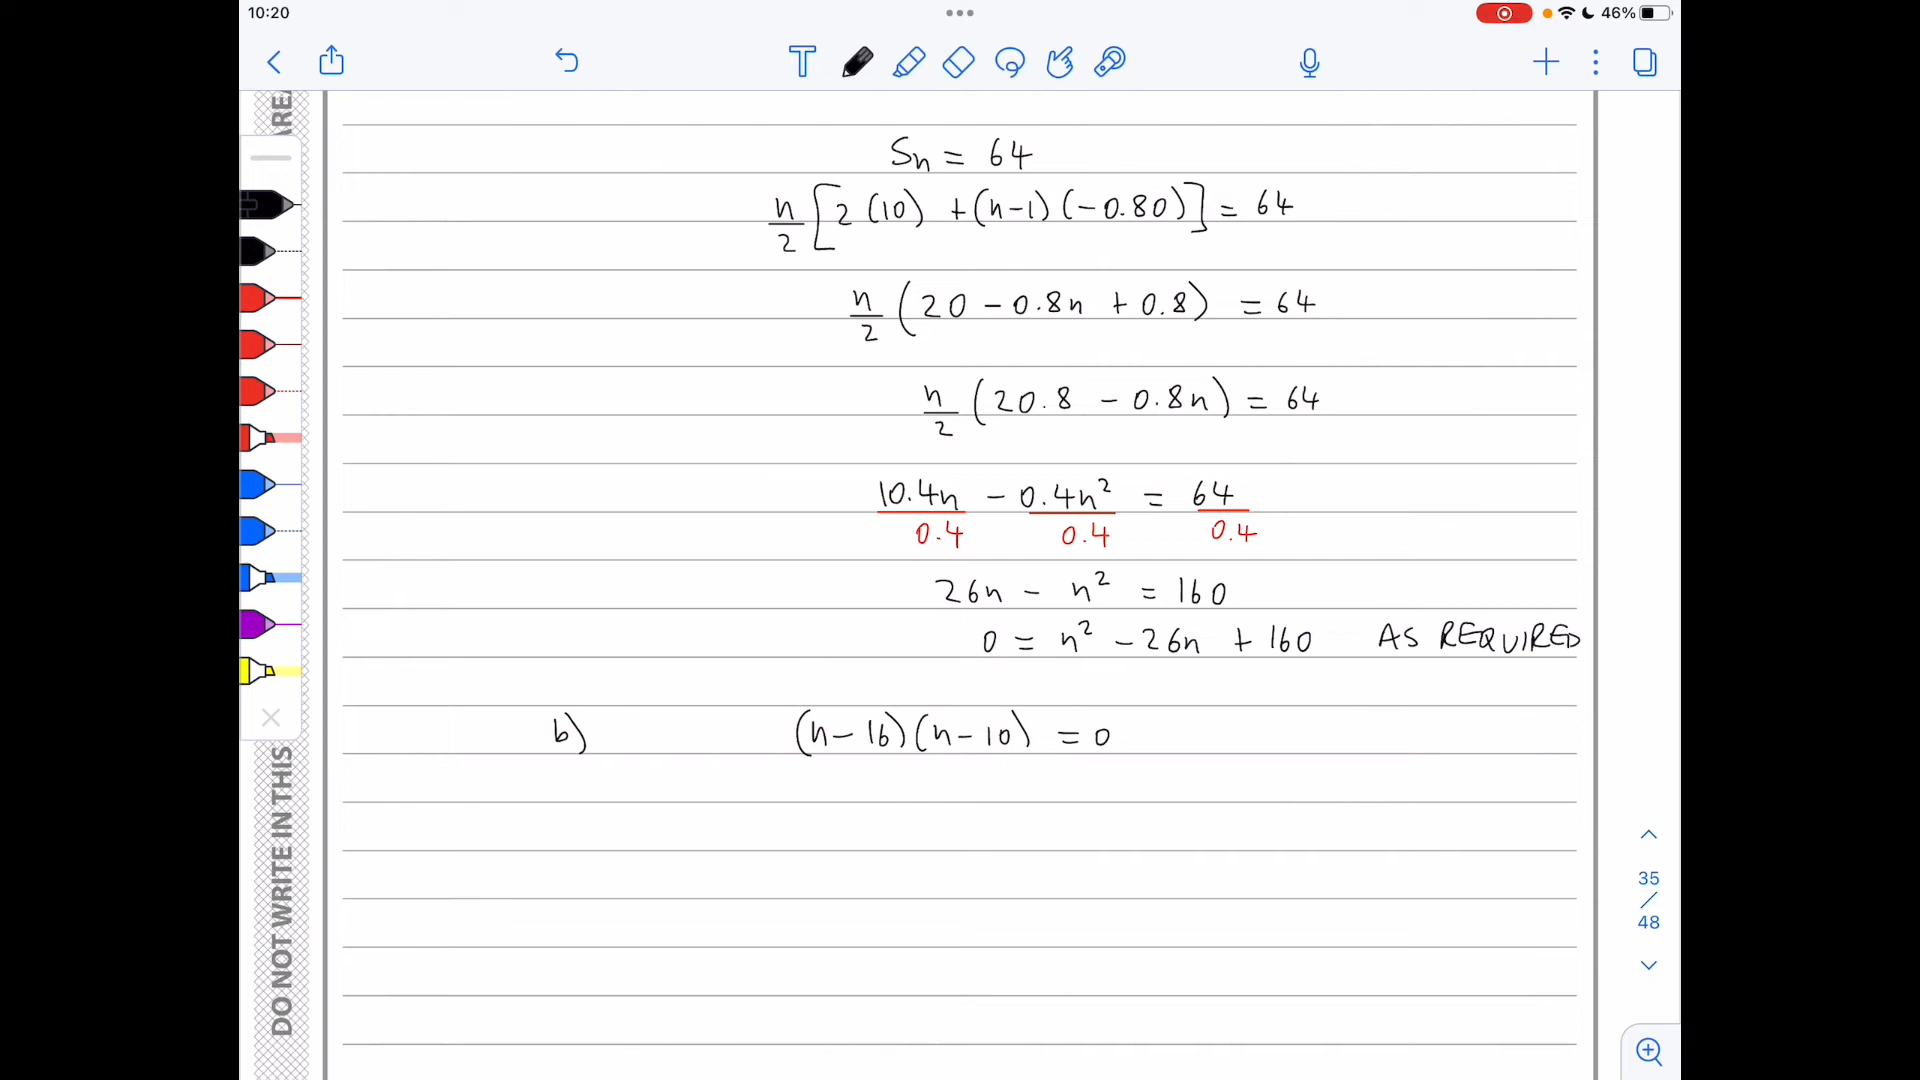 10:20
46%
AREA
Sn = 64
n/2 [2(10) + (n-1)(-0.80)] = 64
n/2 (20 - 0.8n + 0.8) = 64
n/2 (20.8 - 0.8n) = 64
10.4n/0.4 - 0.4n²/0.4 = 64/0.4
26n - n² = 160
0 = n² - 26n + 160 AS REQUIRED
b) (n-16)(n-10) = 0
DO NOT WRITE IN THIS
35
/
48